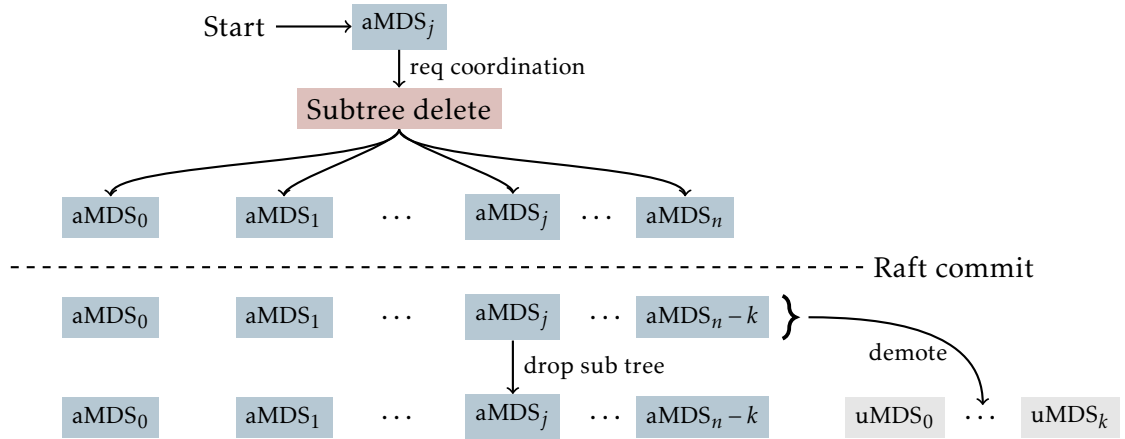 Start aMDS_j
req coordination
Subtree delete
aMDS_0 aMDS_1 ... aMDS_j ... aMDS_n
Raft commit
aMDS_0 aMDS_1 ... aMDS_j ... aMDS_n − k }
demote
drop sub tree
aMDS_0 aMDS_1 ... aMDS_j ... aMDS_n − k uMDS_0 ... uMDS_k